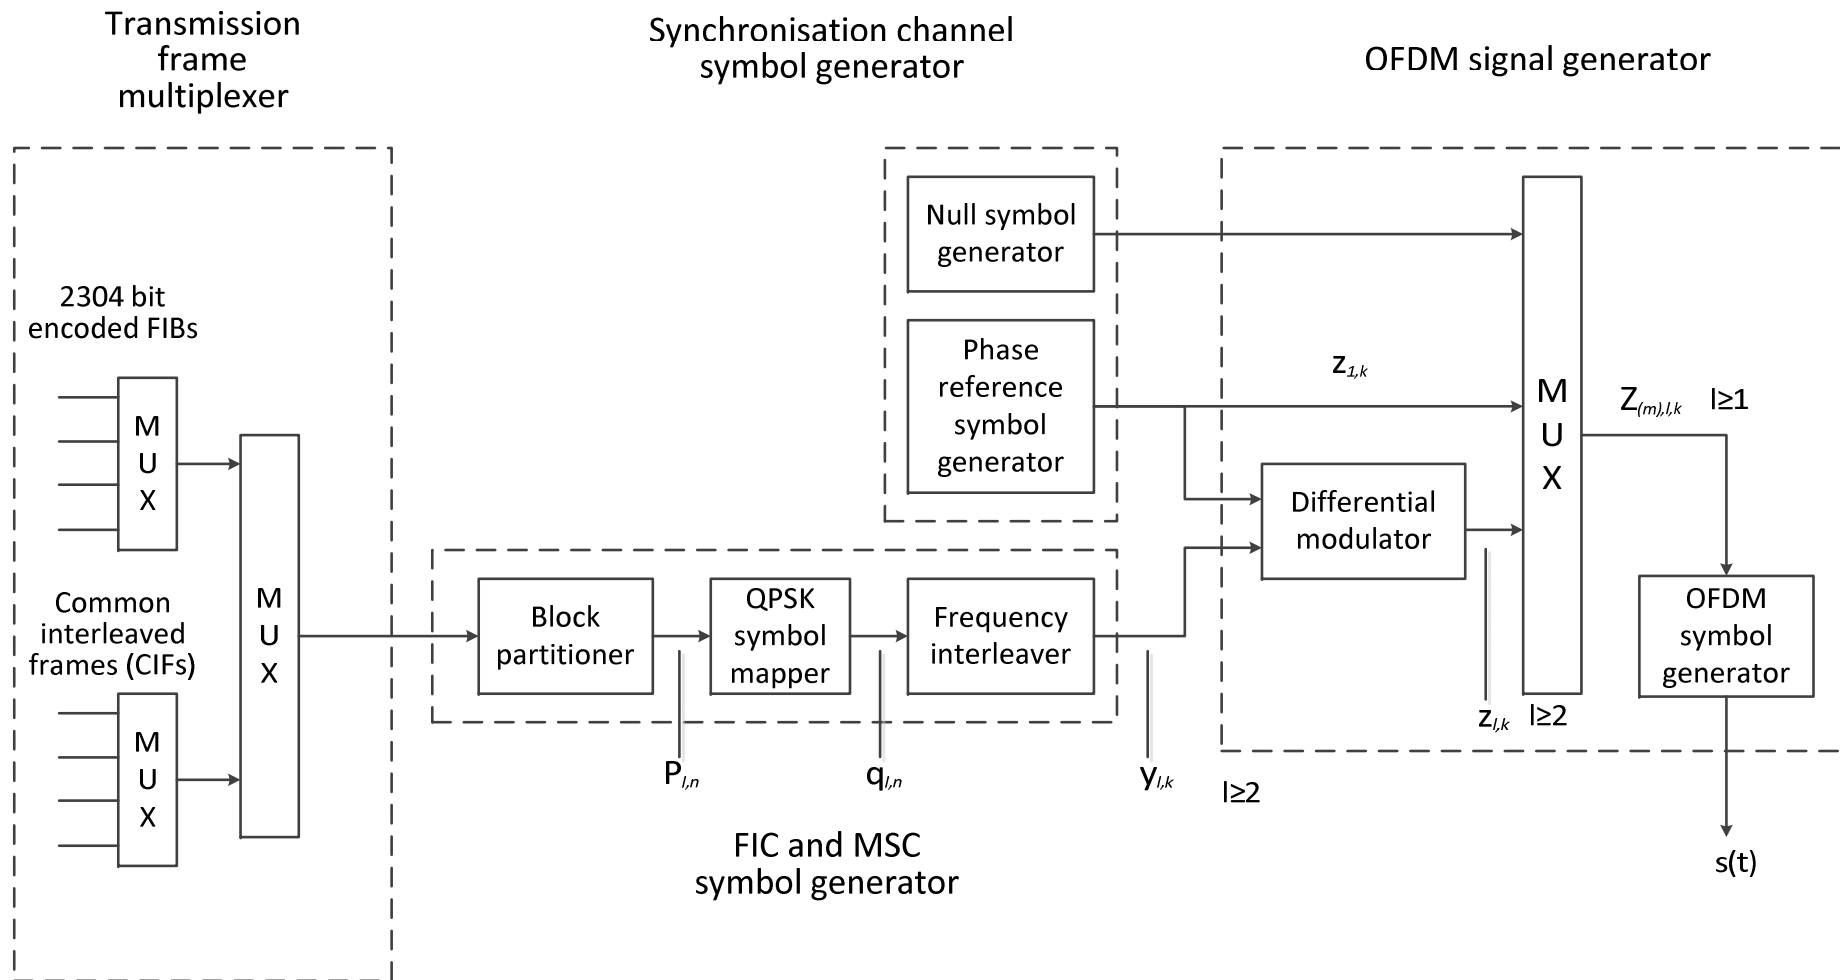 Transmission
frame
multiplexer
Synchronisation channel
symbol generator
OFDM signal generator
2304 bit
encoded FIBs
M
U
X
Common
interleaved
frames (CIFs)
M
U
X
M
U
X
Null symbol
generator
Phase
reference
symbol
generator
z1,k
Differential
modulator
M
U
X
Z(m),l,k l≥1
OFDM
symbol
generator
Block
partitioner
QPSK
symbol
mapper
Frequency
interleaver
zl,k l≥2
Pl,n
ql,n
yl,k
l≥2
FIC and MSC
symbol generator
s(t)